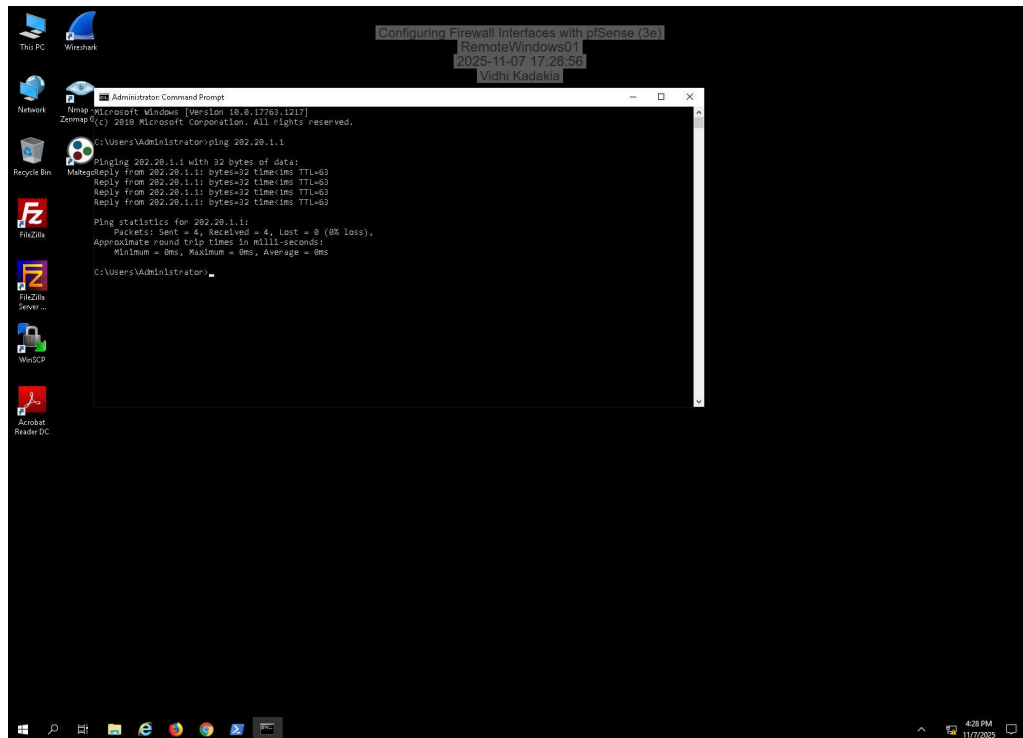 Configuring Firewall Interfaces with pfSense (3e)
RemoteWindows01
2025-11-07 17:28:56
Vidhi Kadakia
This PC
Wireshark
Network
Nmap -
Zenmap G
Recycle Bin
Maltego
FileZilla
FileZilla
Server ...
WinSCP
Acrobat
Reader DC
Administrator: Command Prompt
Microsoft Windows [Version 10.0.17763.1217]
(c) 2018 Microsoft Corporation. All rights reserved.
C:\Users\Administrator>ping 202.20.1.1
Pinging 202.20.1.1 with 32 bytes of data:
Reply from 202.20.1.1: bytes=32 time<1ms TTL=63
Reply from 202.20.1.1: bytes=32 time<1ms TTL=63
Reply from 202.20.1.1: bytes=32 time<1ms TTL=63
Reply from 202.20.1.1: bytes=32 time<1ms TTL=63
Ping statistics for 202.20.1.1:
Packets: Sent = 4, Received = 4, Lost = 0 (0% loss),
Approximate round trip times in milli-seconds:
Minimum = 0ms, Maximum = 0ms, Average = 0ms
C:\Users\Administrator>
4:28 PM
11/7/2025